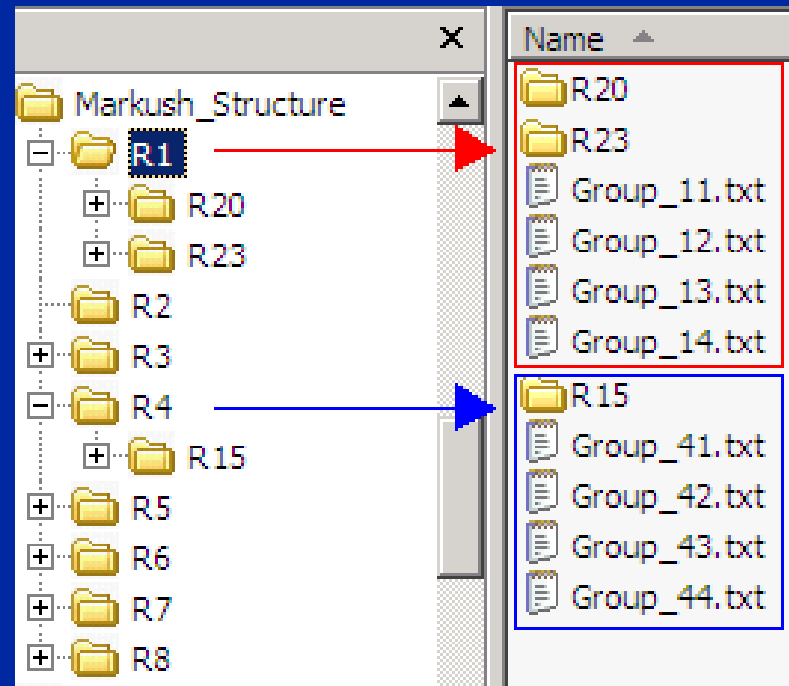 Markush_Structure
R1
R20
R23
R2
R3
R4
R15
R5
R6
R7
R8
Name
R20
R23
Group_11.txt
Group_12.txt
Group_13.txt
Group_14.txt
R15
Group_41.txt
Group_42.txt
Group_43.txt
Group_44.txt